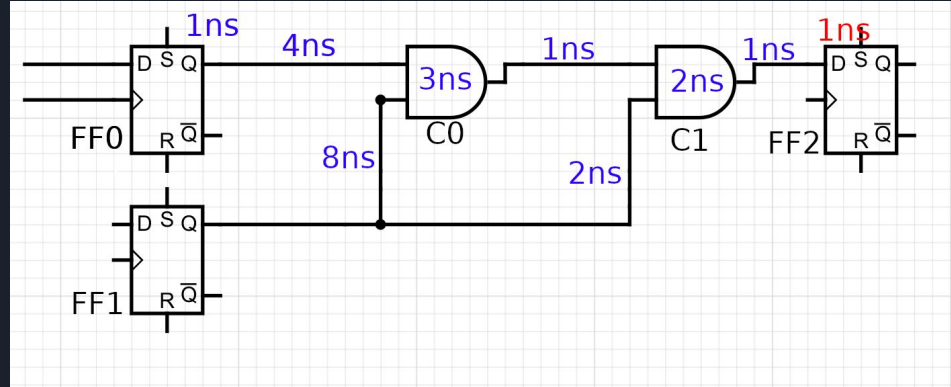 1ns
4ns
1ns
1ns
1ns
D S Q
3ns
2ns
D S Q
FF0
R Q̅
C0
C1
FF2
R Q̅
8ns
2ns
D S Q
FF1
R Q̅